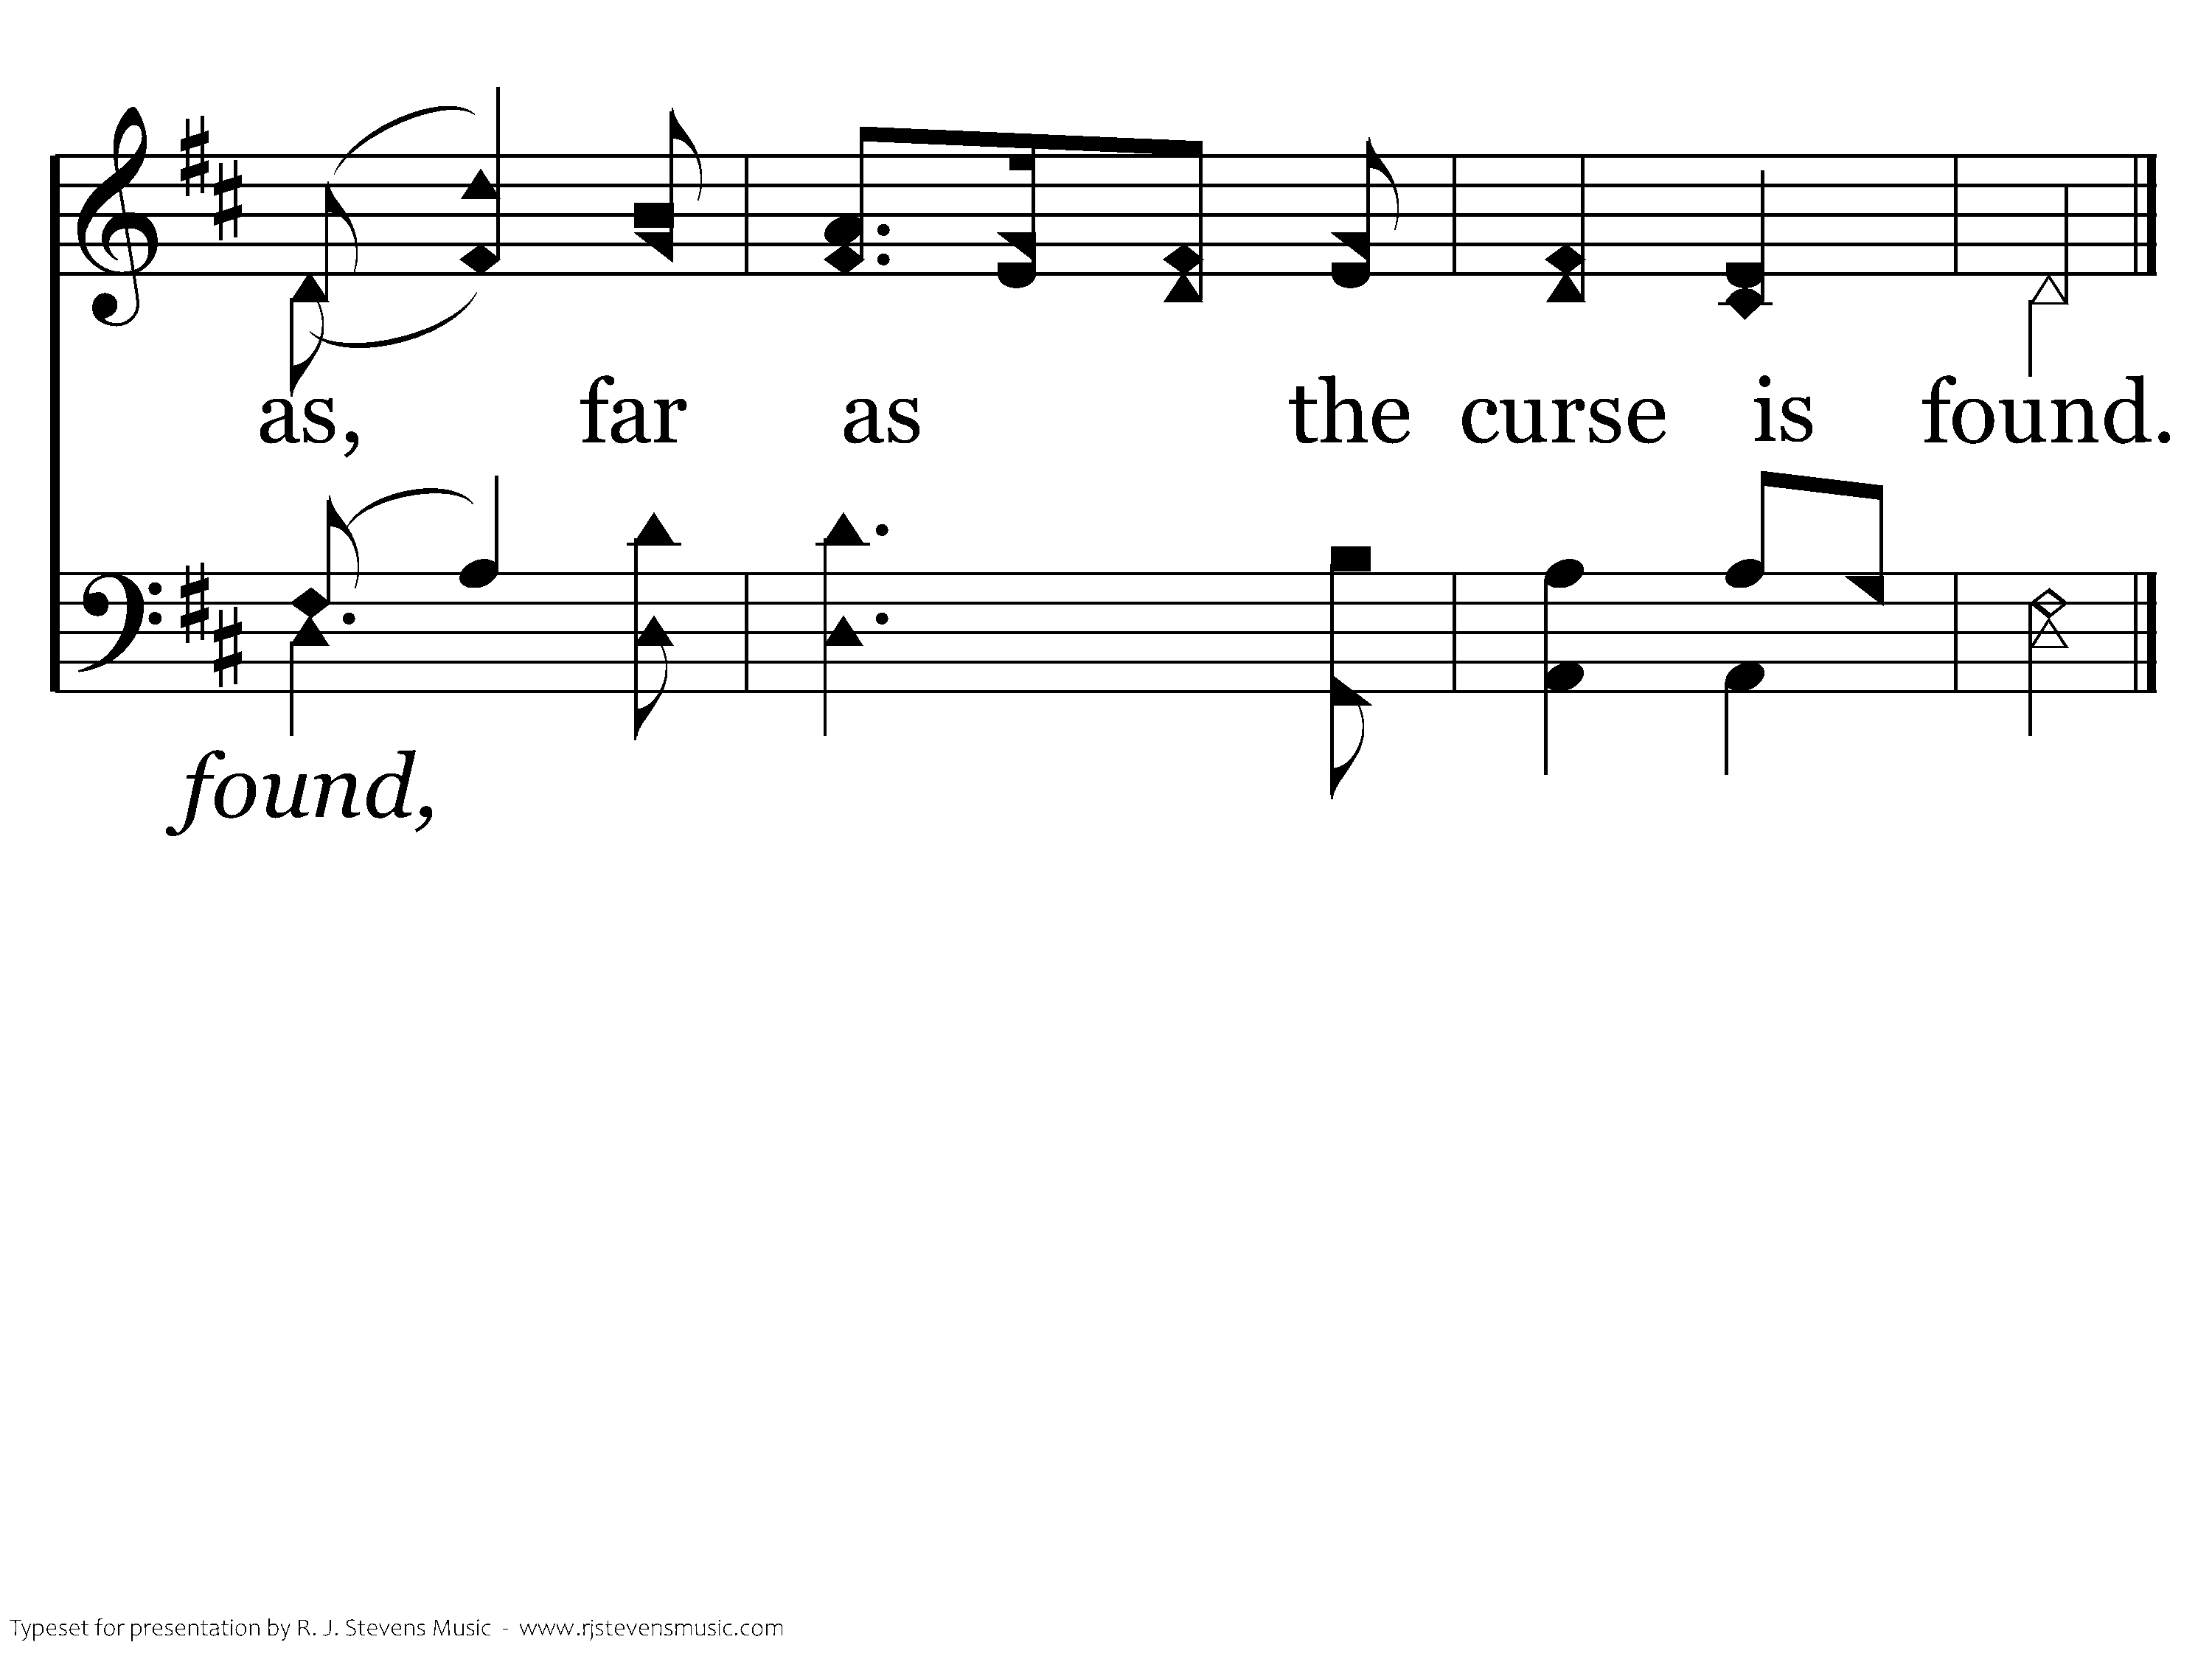 as, far as the curse is found.
found,
Typeset for presentation by R. J. Stevens Music - www.rjstevensmusic.com